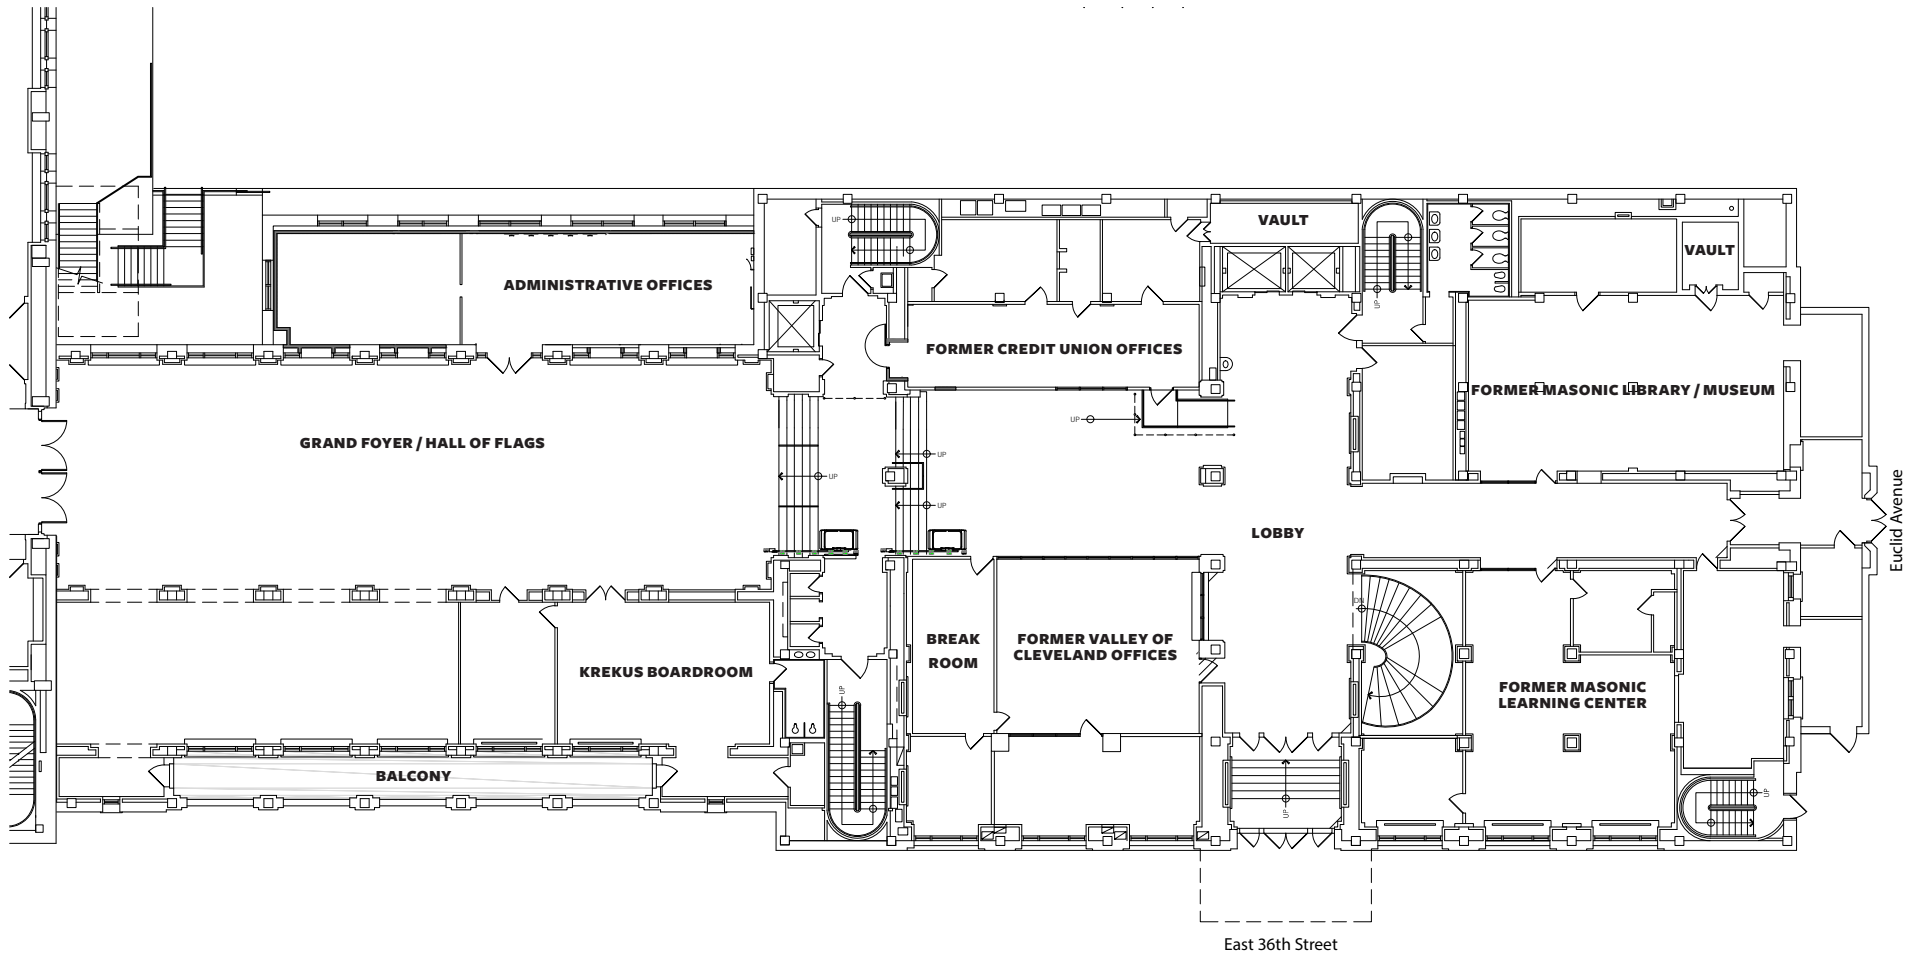 VAULT
UP
VAULT
ADMINISTRATIVE OFFICES
UP
FORMER CREDIT UNION OFFICES
FORMER MASONIC LIBRARY / MUSEUM
UP
GRAND FOYER / HALL OF FLAGS
UP
UP
UP
Euclid Avenue
LOBBY
DN
BREAK
ROOM
FORMER VALLEY OF
CLEVELAND OFFICES
KREKUS BOARDROOM
UP
FORMER MASONIC
LEARNING CENTER
BALCONY
UP
UP
East 36th Street